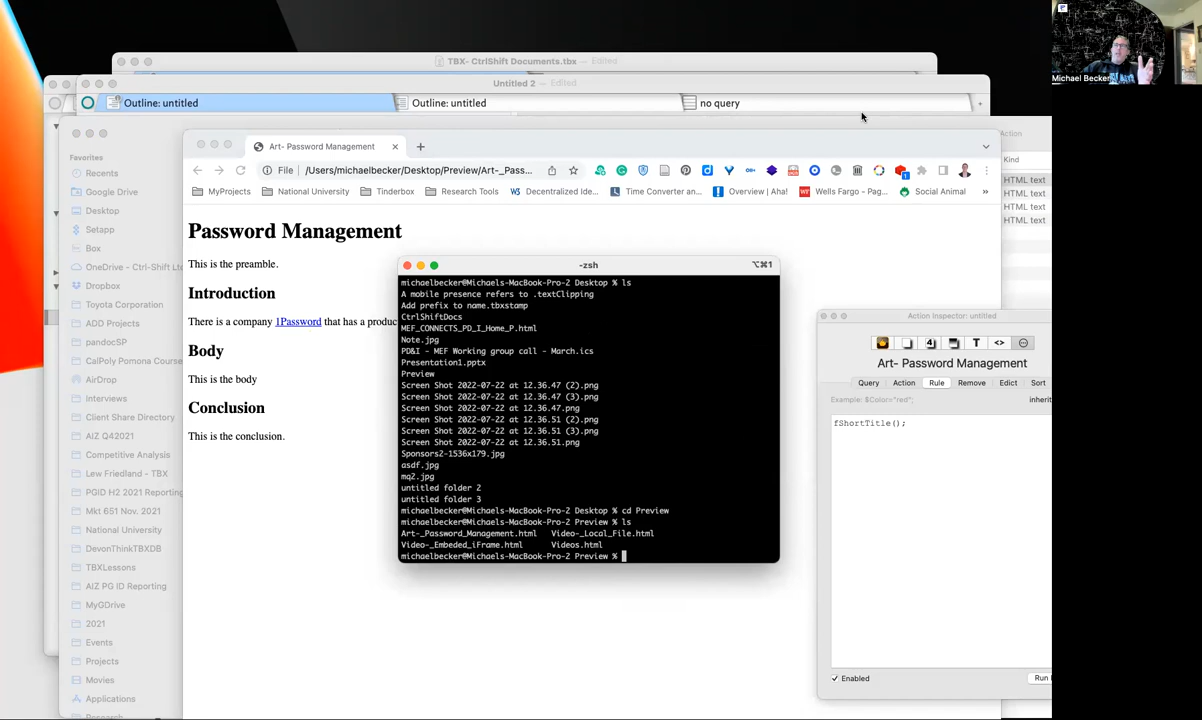 TBX- CtrlShift Documents.tbx — Edited
Untitled 2 — Edited
Outline: untitled
Outline: untitled
no query
Michael Becker
Favorites
Recents
Google Drive
Desktop
Setapp
Box
OneDrive - Ctrl-Shift Ltd
Dropbox
Toyota Corporation
ADD Projects
pandocSP
CalPoly Pomona Course
AirDrop
Interviews
Client Share Directory
AIZ Q42021
Competitive Analysis
Lew Friedland - TBX
PGID H2 2021 Reporting
Mkt 651 Nov. 2021
National University
DevonThinkTBXDB
TBXLessons
AIZ PG ID Reporting
MyGDrive
2021
Events
Projects
Movies
Applications
Art- Password Management
File
/Users/michaelbecker/Desktop/Preview/Art-_Pass...
MyProjects
National University
Tinderbox
Research Tools
Decentralized Ide...
Time Converter an...
Overview | Aha!
Wells Fargo - Pag...
Social Animal
»
Password Management
This is the preamble.
Introduction
There is a company 1Password that has a produc
Body
This is the body
Conclusion
This is the conclusion.
-zsh
⌥⌘1
michaelbecker@Michaels-MacBook-Pro-2 Desktop % ls
A mobile presence refers to .textClipping
Add prefix to name.tbxstamp
CtrlShiftDocs
MEF_CONNECTS_PD_I_Home_P.html
Note.jpg
PD&I - MEF Working group call - March.ics
Presentation1.pptx
Preview
Screen Shot 2022-07-22 at 12.36.47 (2).png
Screen Shot 2022-07-22 at 12.36.47 (3).png
Screen Shot 2022-07-22 at 12.36.47.png
Screen Shot 2022-07-22 at 12.36.51 (2).png
Screen Shot 2022-07-22 at 12.36.51 (3).png
Screen Shot 2022-07-22 at 12.36.51.png
Sponsors2-1536x179.jpg
asdf.jpg
mq2.jpg
untitled folder 2
untitled folder 3
michaelbecker@Michaels-MacBook-Pro-2 Desktop % cd Preview
michaelbecker@Michaels-MacBook-Pro-2 Preview % ls
Art-_Password_Management.html Video-_Local_File.html
Video-_Embeded_iFrame.html Videos.html
michaelbecker@Michaels-MacBook-Pro-2 Preview %
Action
Kind
HTML text
HTML text
HTML text
HTML text
Action Inspector: untitled
Art- Password Management
Query
Action
Rule
Remove
Edict
Sort
Example: $Color="red";
inherit
fShortTitle();
Enabled
Run